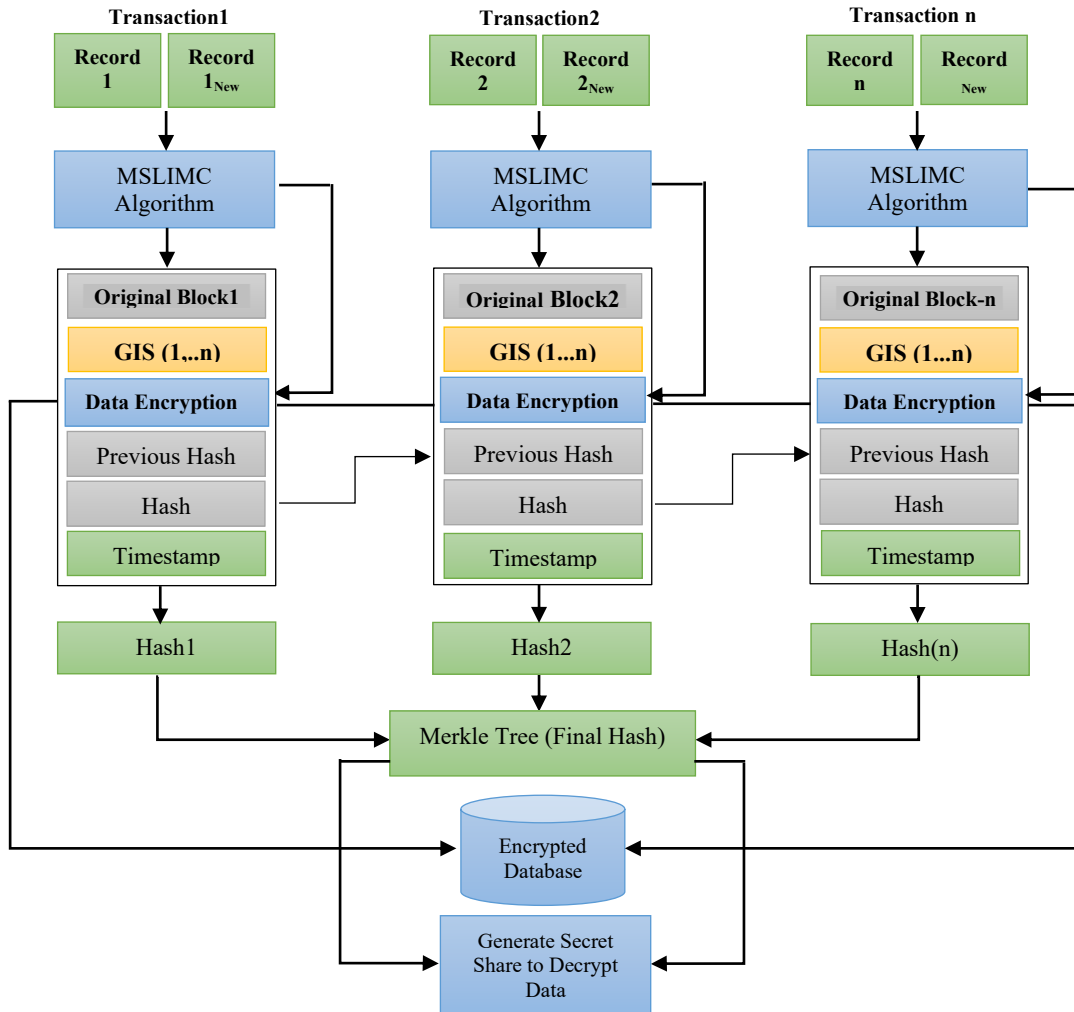 Transaction1
Transaction2
Transaction n
Record
1
Record
1New
Record
2
Record
2New
Record
n
Record
New
MSLIMC
Algorithm
MSLIMC
Algorithm
MSLIMC
Algorithm
Original Block1
GIS (1,..n)
Data Encryption
Previous Hash
Hash
Timestamp
Original Block2
GIS (1...n)
Data Encryption
Previous Hash
Hash
Timestamp
Original Block-n
GIS (1...n)
Data Encryption
Previous Hash
Hash
Timestamp
Hash1
Hash2
Hash(n)
Merkle Tree (Final Hash)
Encrypted
Database
Generate Secret
Share to Decrypt
Data